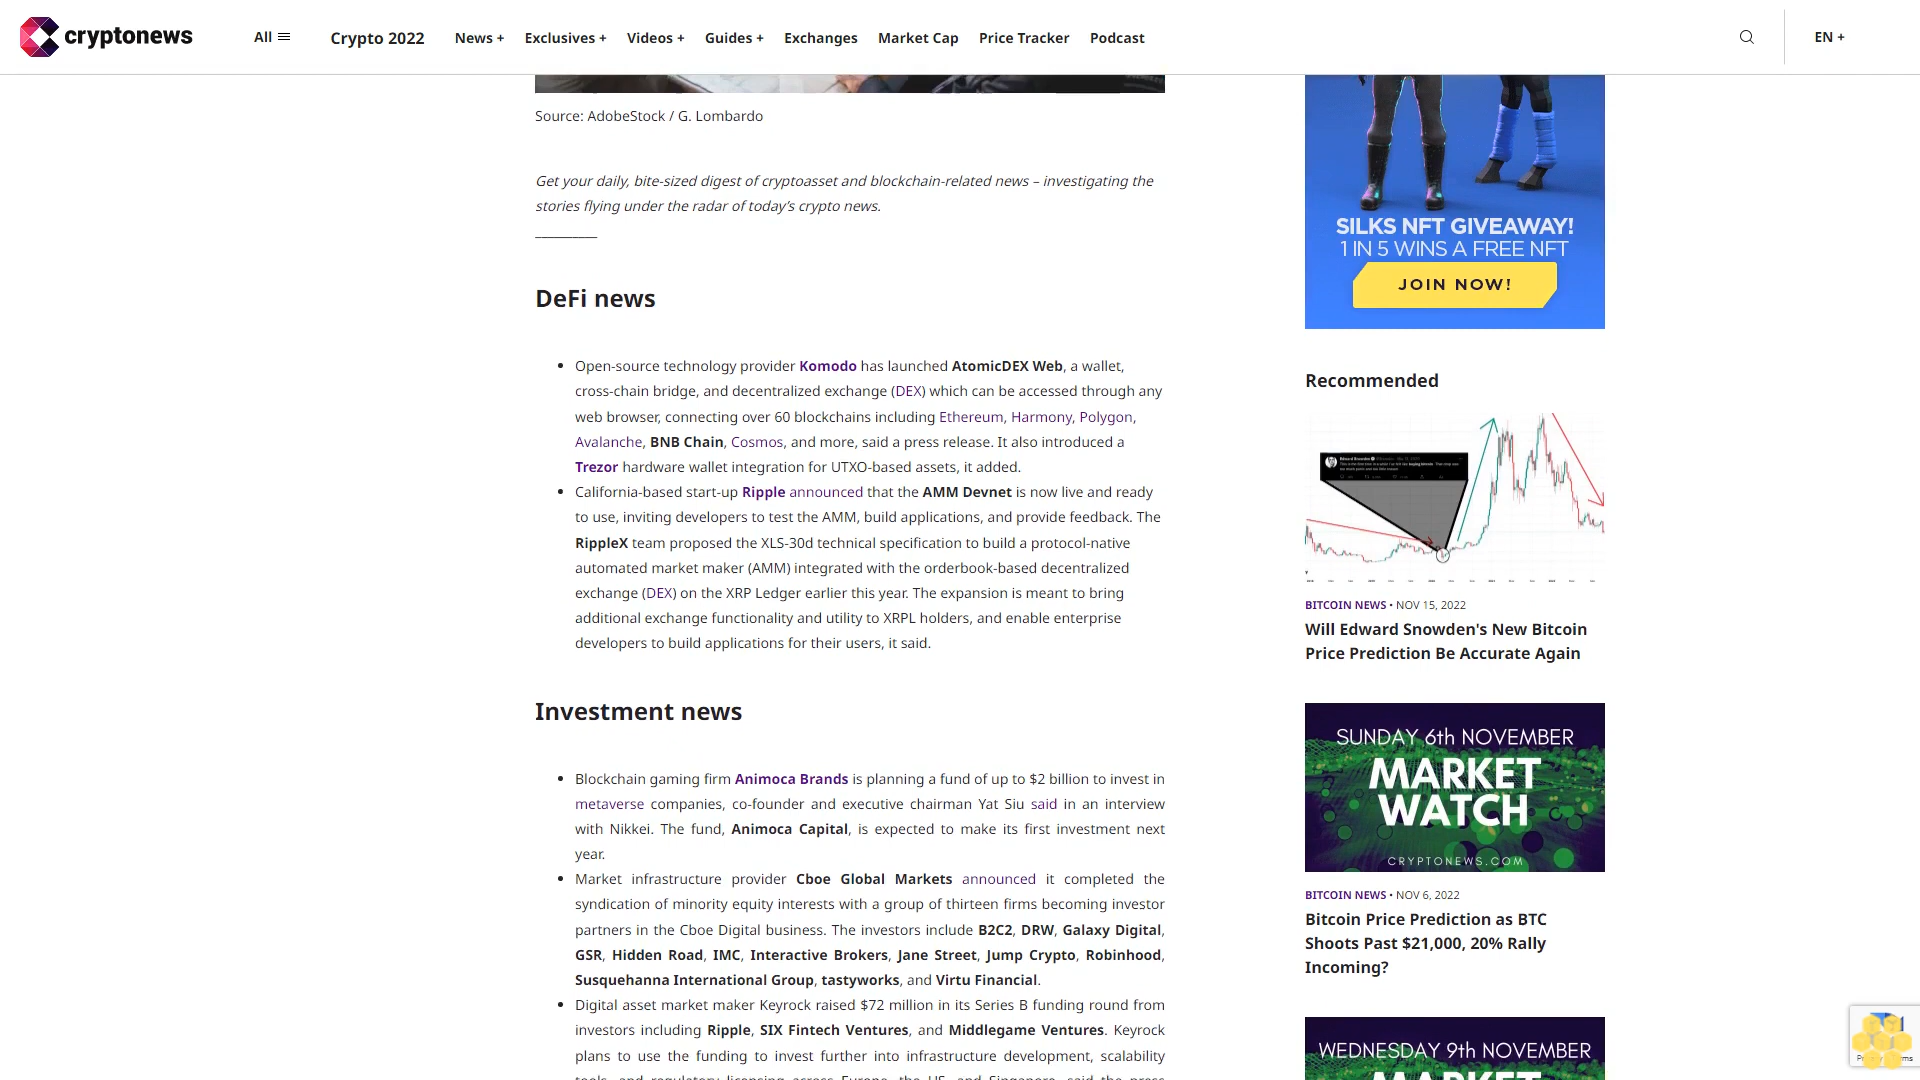 cryptonews
All
Crypto 2022
News +
Exclusives +
Videos +
Guides +
Exchanges
Market Cap
Price Tracker
Podcast
EN +
Source: AdobeStock / G. Lombardo
Get your daily, bite-sized digest of cryptoasset and blockchain-related news – investigating the
stories flying under the radar of today’s crypto news.
__________
DeFi news
Open-source technology provider Komodo has launched AtomicDEX Web, a wallet,
cross-chain bridge, and decentralized exchange (DEX) which can be accessed through any
web browser, connecting over 60 blockchains including Ethereum, Harmony, Polygon,
Avalanche, BNB Chain, Cosmos, and more, said a press release. It also introduced a
Trezor hardware wallet integration for UTXO-based assets, it added.
California-based start-up Ripple announced that the AMM Devnet is now live and ready
to use, inviting developers to test the AMM, build applications, and provide feedback. The
RippleX team proposed the XLS-30d technical specification to build a protocol-native
automated market maker (AMM) integrated with the orderbook-based decentralized
exchange (DEX) on the XRP Ledger earlier this year. The expansion is meant to bring
additional exchange functionality and utility to XRPL holders, and enable enterprise
developers to build applications for their users, it said.
Investment news
Blockchain gaming firm Animoca Brands is planning a fund of up to $2 billion to invest in
metaverse companies, co-founder and executive chairman Yat Siu said in an interview
with Nikkei. The fund, Animoca Capital, is expected to make its first investment next
year.
Market infrastructure provider Cboe Global Markets announced it completed the
syndication of minority equity interests with a group of thirteen firms becoming investor
partners in the Cboe Digital business. The investors include B2C2, DRW, Galaxy Digital,
GSR, Hidden Road, IMC, Interactive Brokers, Jane Street, Jump Crypto, Robinhood,
Susquehanna International Group, tastyworks, and Virtu Financial.
Digital asset market maker Keyrock raised $72 million in its Series B funding round from
investors including Ripple, SIX Fintech Ventures, and Middlegame Ventures. Keyrock
plans to use the funding to invest further into infrastructure development, scalability
tools, and regulatory licensing across Europe, the US, and Singapore, said the press
SILKS NFT GIVEAWAY!
1 IN 5 WINS A FREE NFT
JOIN NOW!
Recommended
BITCOIN NEWS • NOV 15, 2022
Will Edward Snowden's New Bitcoin
Price Prediction Be Accurate Again
SUNDAY 6th NOVEMBER
MARKET
WATCH
CRYPTONEWS.COM
BITCOIN NEWS • NOV 6, 2022
Bitcoin Price Prediction as BTC
Shoots Past $21,000, 20% Rally
Incoming?
WEDNESDAY 9th NOVEMBER
MARKET